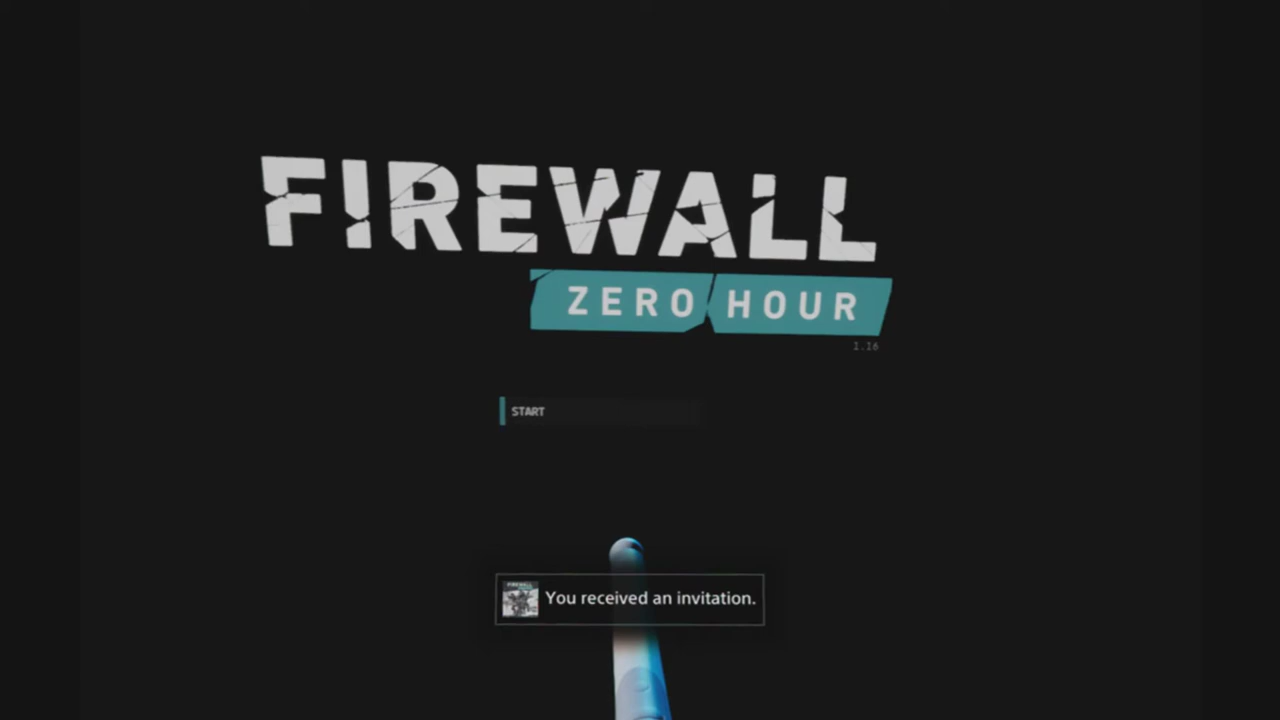 FIREWALL
ZERO HOUR
1.16
START
You received an invitation.